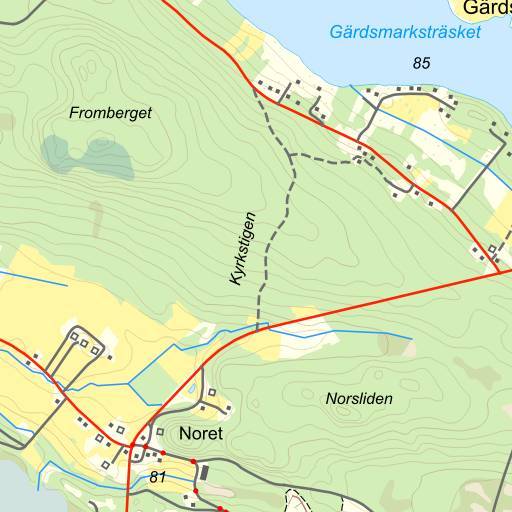 Gärds
Gärdsmarksträsket
85
Fromberget
Kyrkstigen
Norsliden
Noret
81